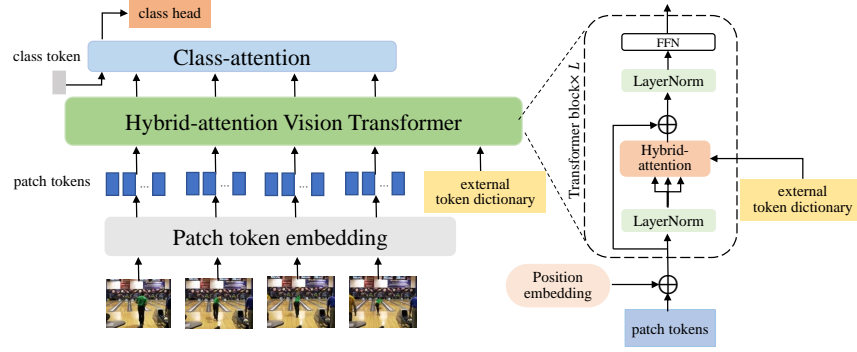 class head
class token
Class-attention
Hybrid-attention Vision Transformer
patch tokens
... ... ... ...
external
token dictionary
Patch token embedding
FFN
LayerNorm
Transformer block× L
Hybrid-
attention
external
token dictionary
LayerNorm
Position
embedding
patch tokens